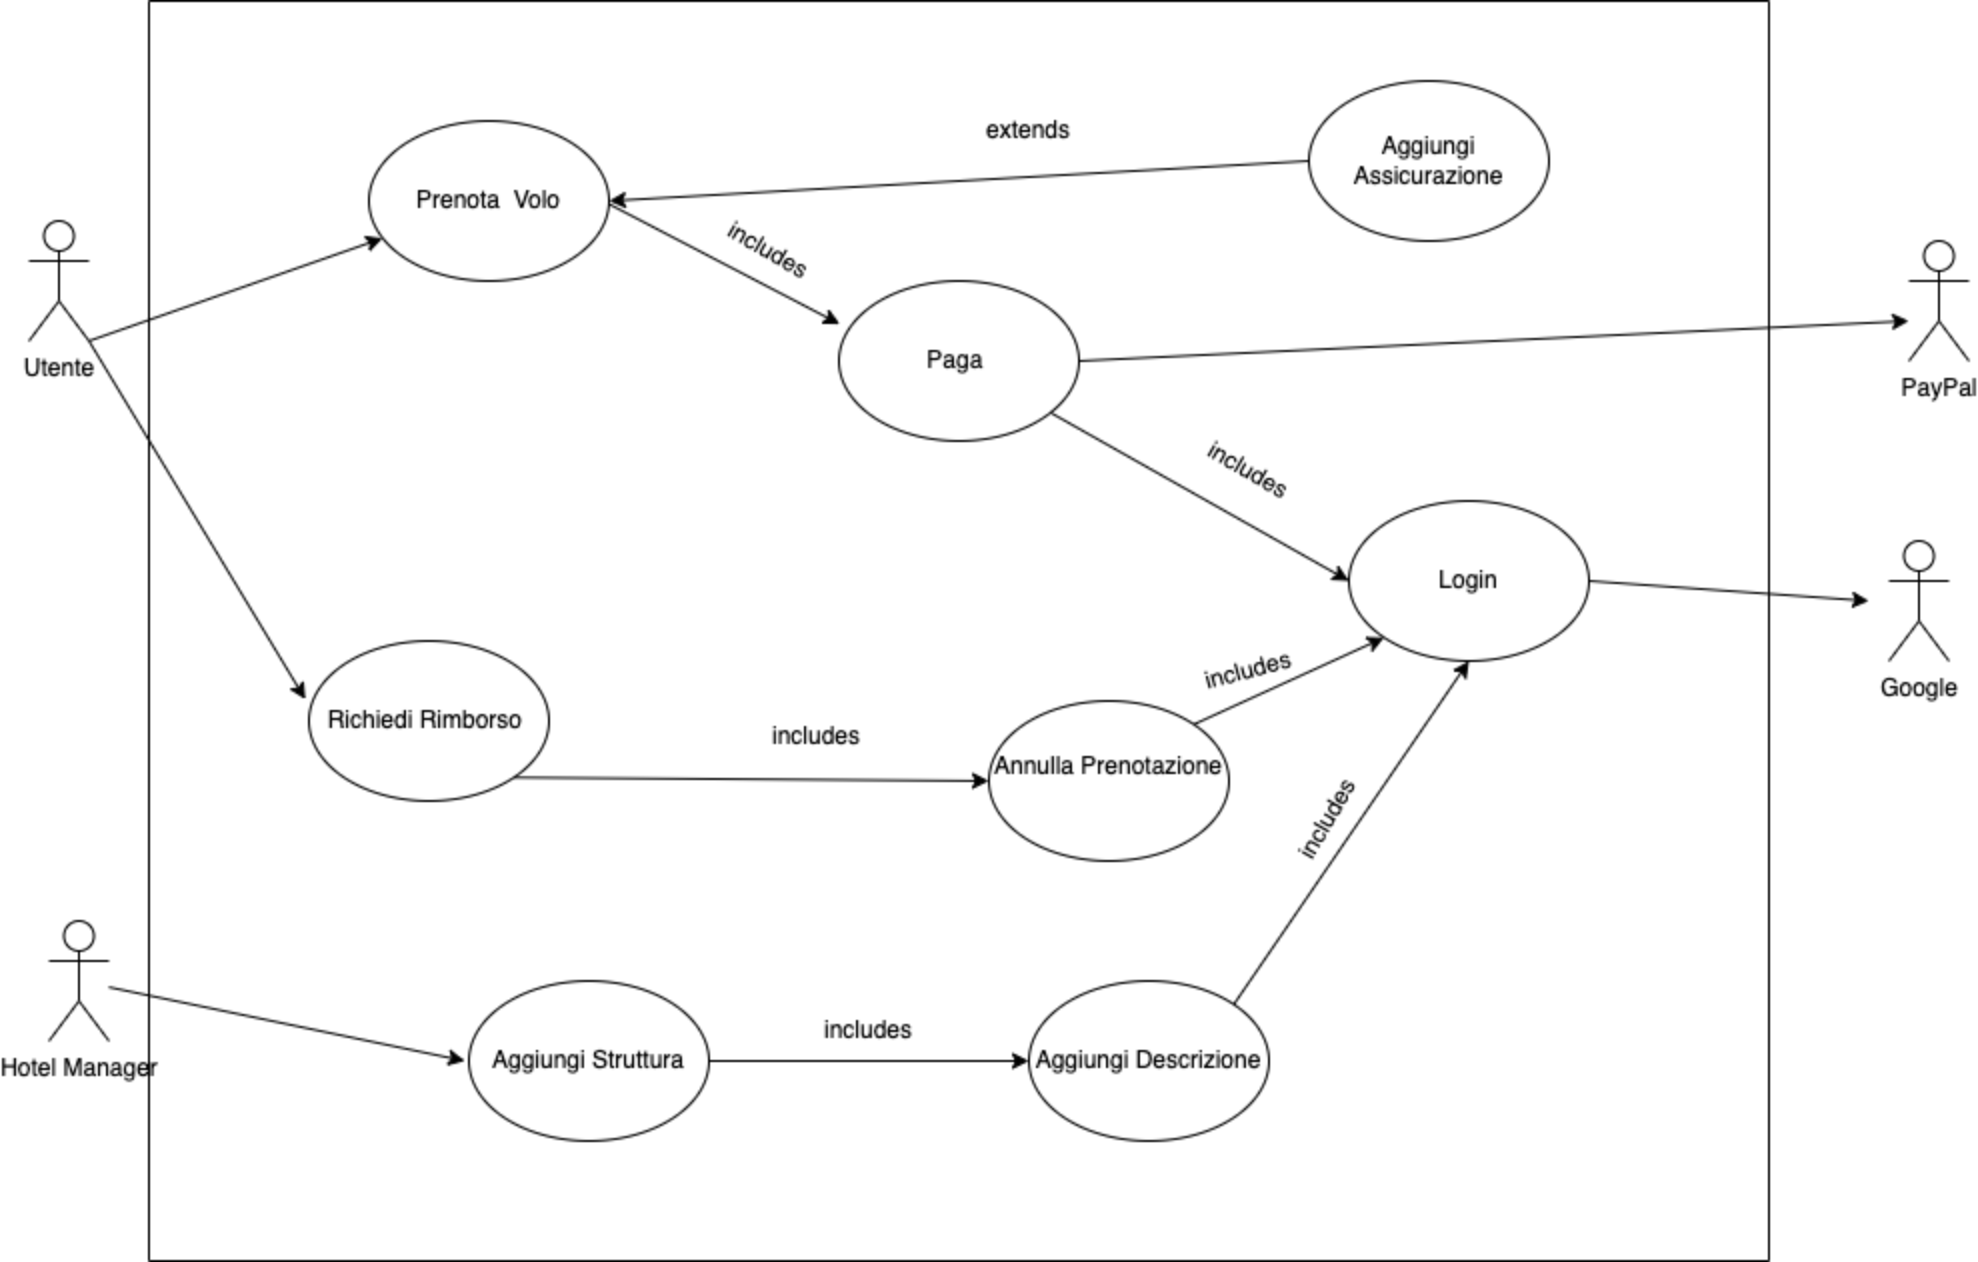 extends
Aggiungi
Assicurazione
Prenota Volo
includes
Utente
Paga
PayPal
includes
Login
Google
includes
Richiedi Rimborso
includes
Annulla Prenotazione
includes
Hotel Manager
Aggiungi Struttura
includes
Aggiungi Descrizione